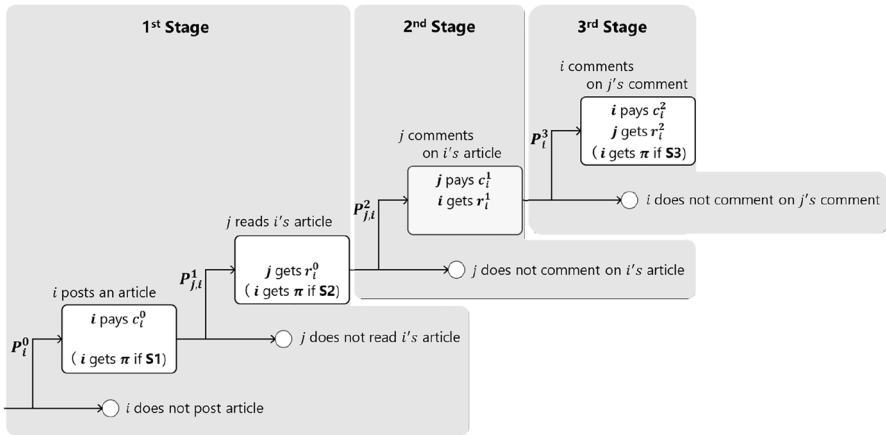 1st Stage
2nd Stage
3rd Stage
i comments
on j's comment
i pays c_i^2
j gets r_i^2
( i gets π if S3)
P_i^3
i does not comment on j's comment
j comments
on i's article
j pays c_i^1
i gets r_i^1
P_{j,i}^2
j does not comment on i's article
j reads i's article
j gets r_i^0
( i gets π if S2)
P_{j,i}^1
j does not read i's article
i posts an article
i pays c_i^0
( i gets π if S1)
P_i^0
i does not post article